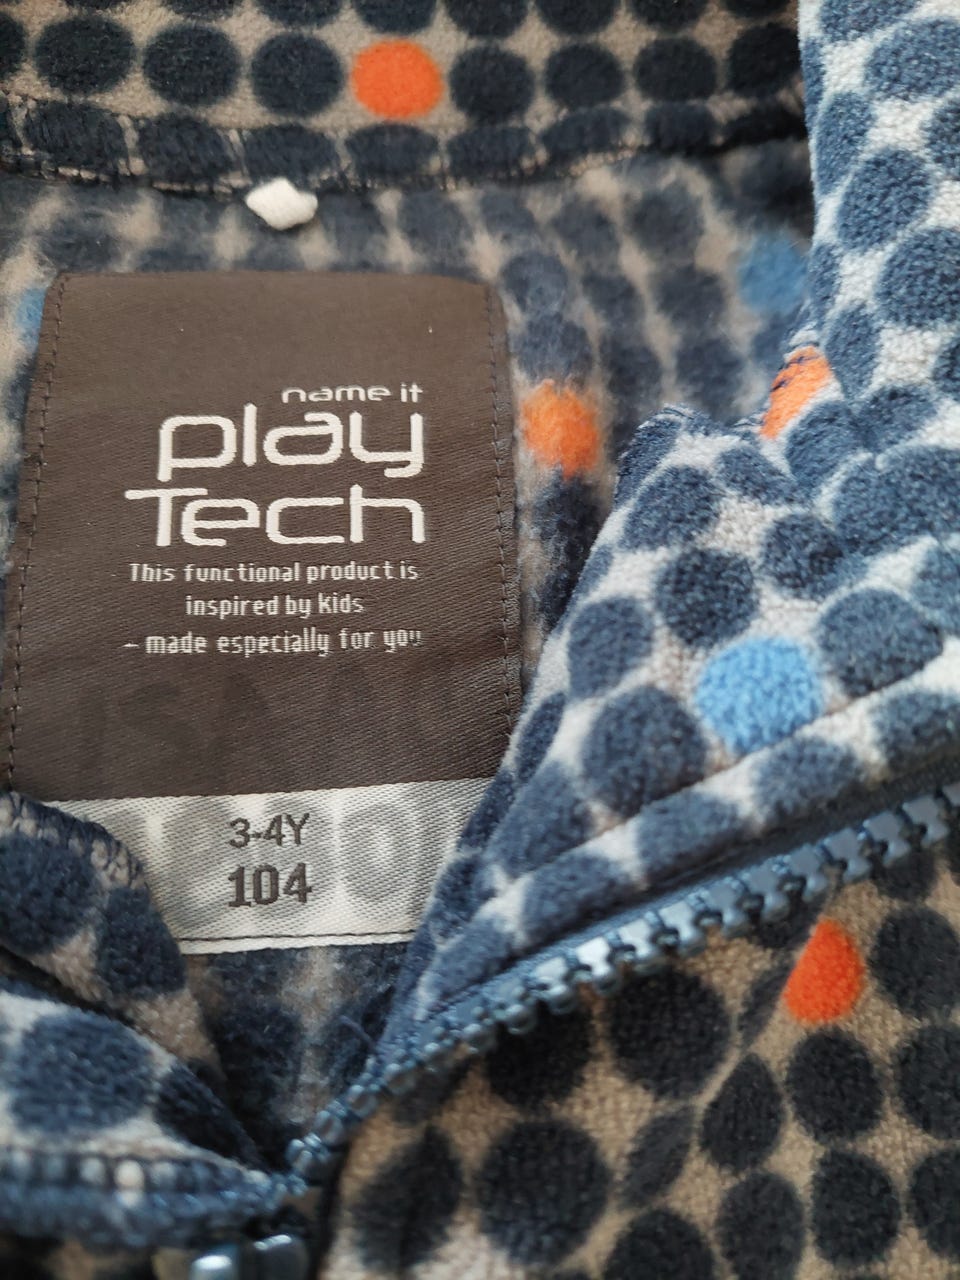 name it
play
Tech
This functional product is
inspired by kids
- made especially for you
3-4Y
104